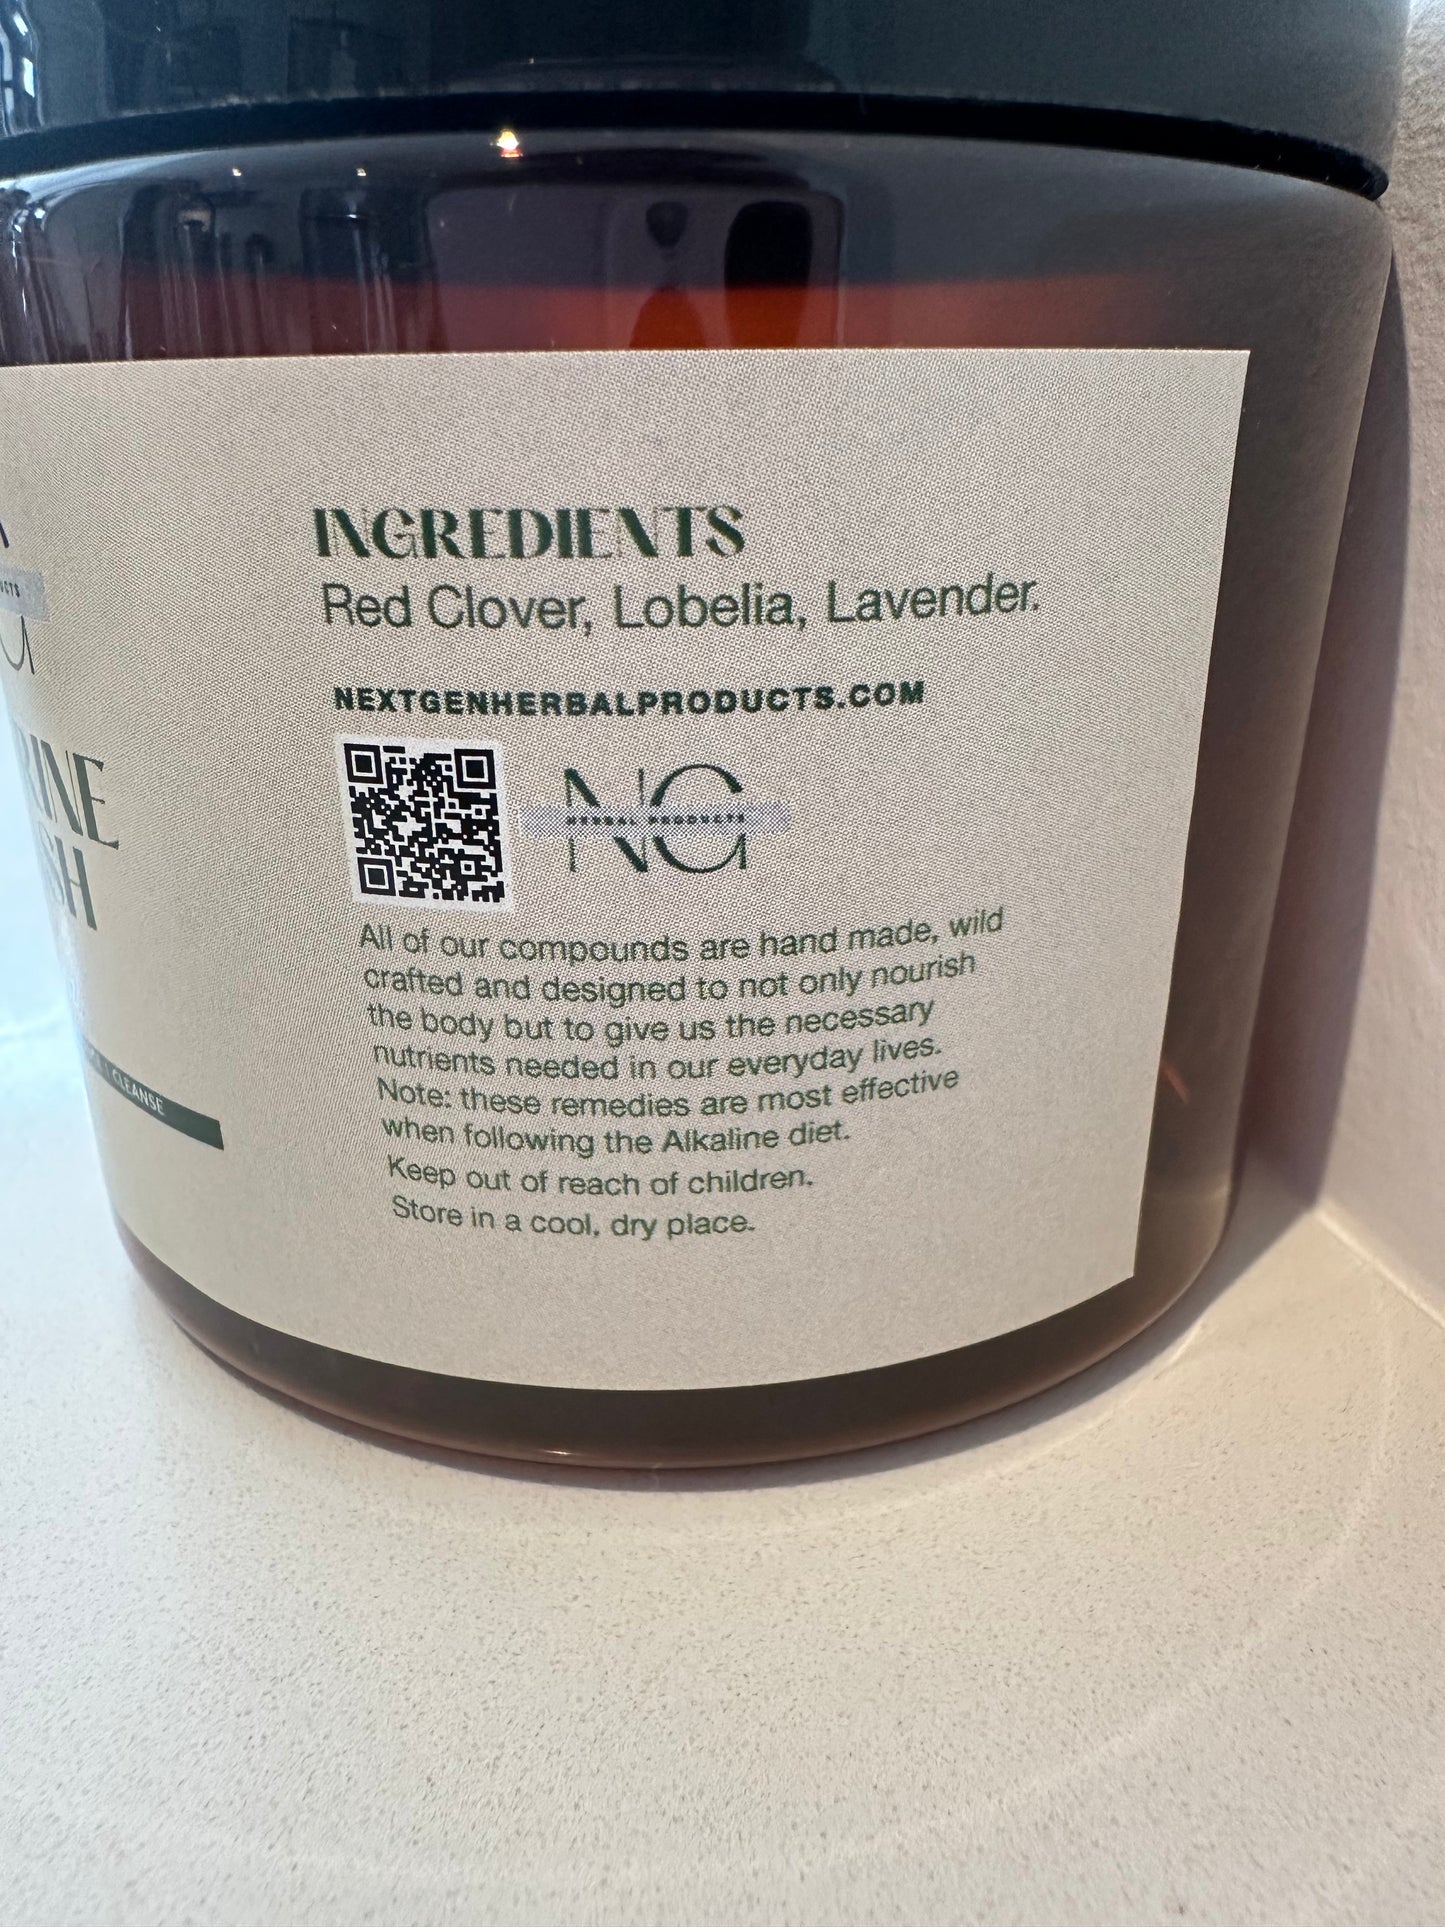 INGREDIENTS
Red Clover, Lobelia, Lavender.
NEXTGENHERBALPRODUCTS.COM
NG
HERBAL PRODUCTS
All of our compounds are hand made, wild
crafted and designed to not only nourish
the body but to give us the necessary
nutrients needed in our everyday lives.
Note: these remedies are most effective
when following the Alkaline diet.
Keep out of reach of children.
Store in a cool, dry place.
CLEANSE